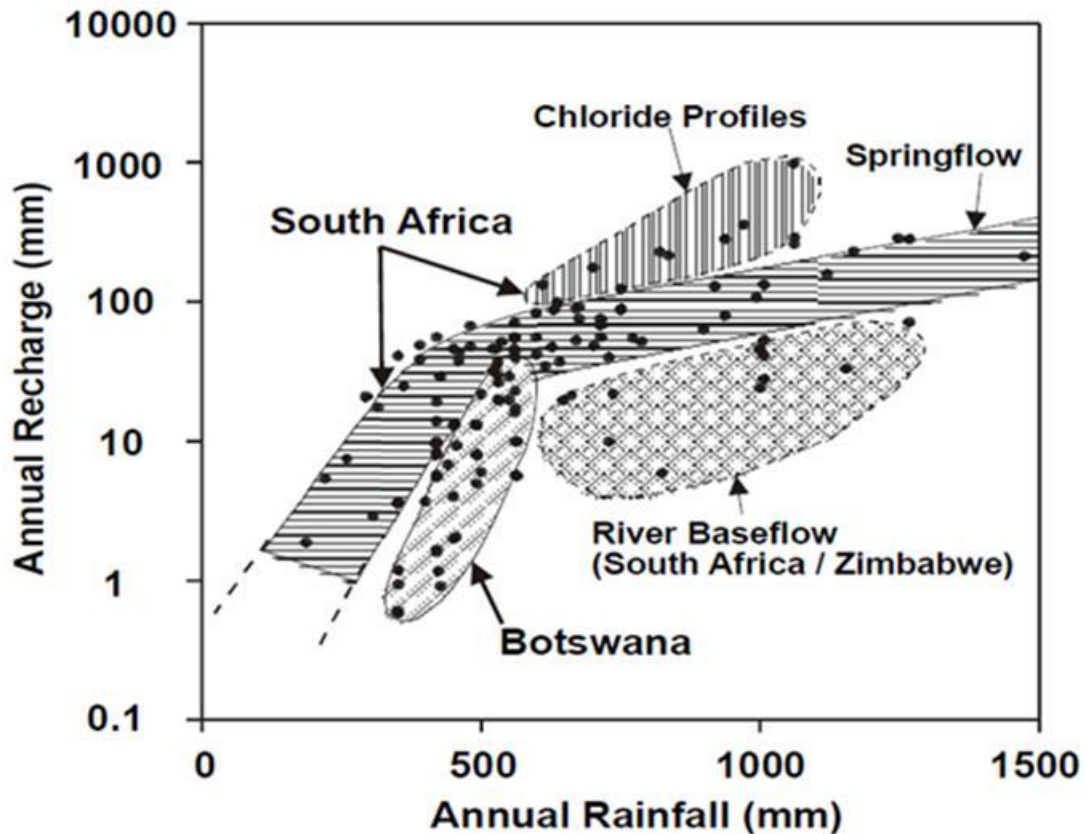 10000
Chloride Profiles
1000
Springflow
South Africa
Annual Recharge (mm)
100
10
River Baseflow
(South Africa / Zimbabwe)
1
Botswana
0.1
0
500
1000
1500
Annual Rainfall (mm)